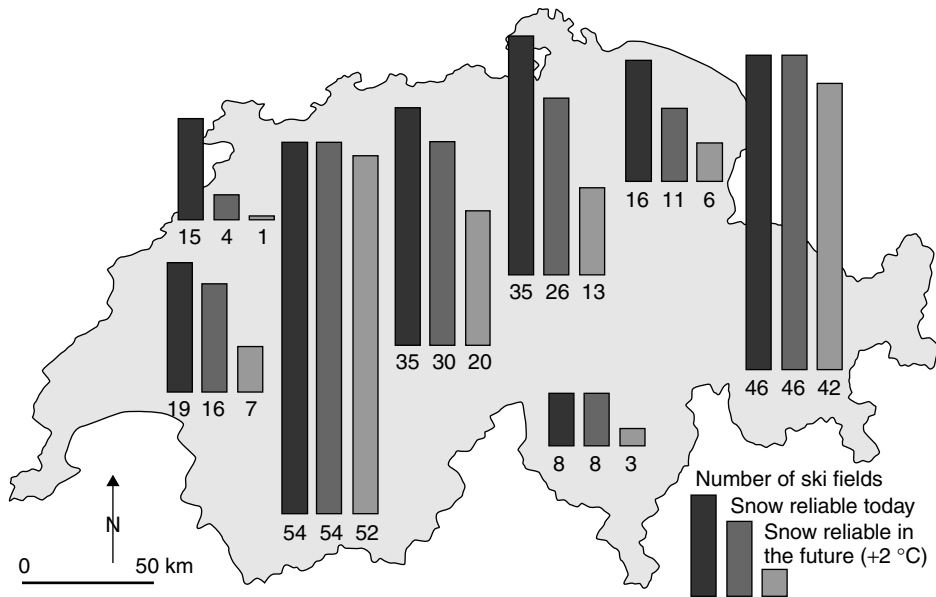 16 11 6
15 4 1
35 26 13
35 30 20
19 16 7
46 46 42
8 8 3
54 54 52
N
0 50 km
Number of ski fields
Snow reliable today
Snow reliable in
the future (+2 °C)